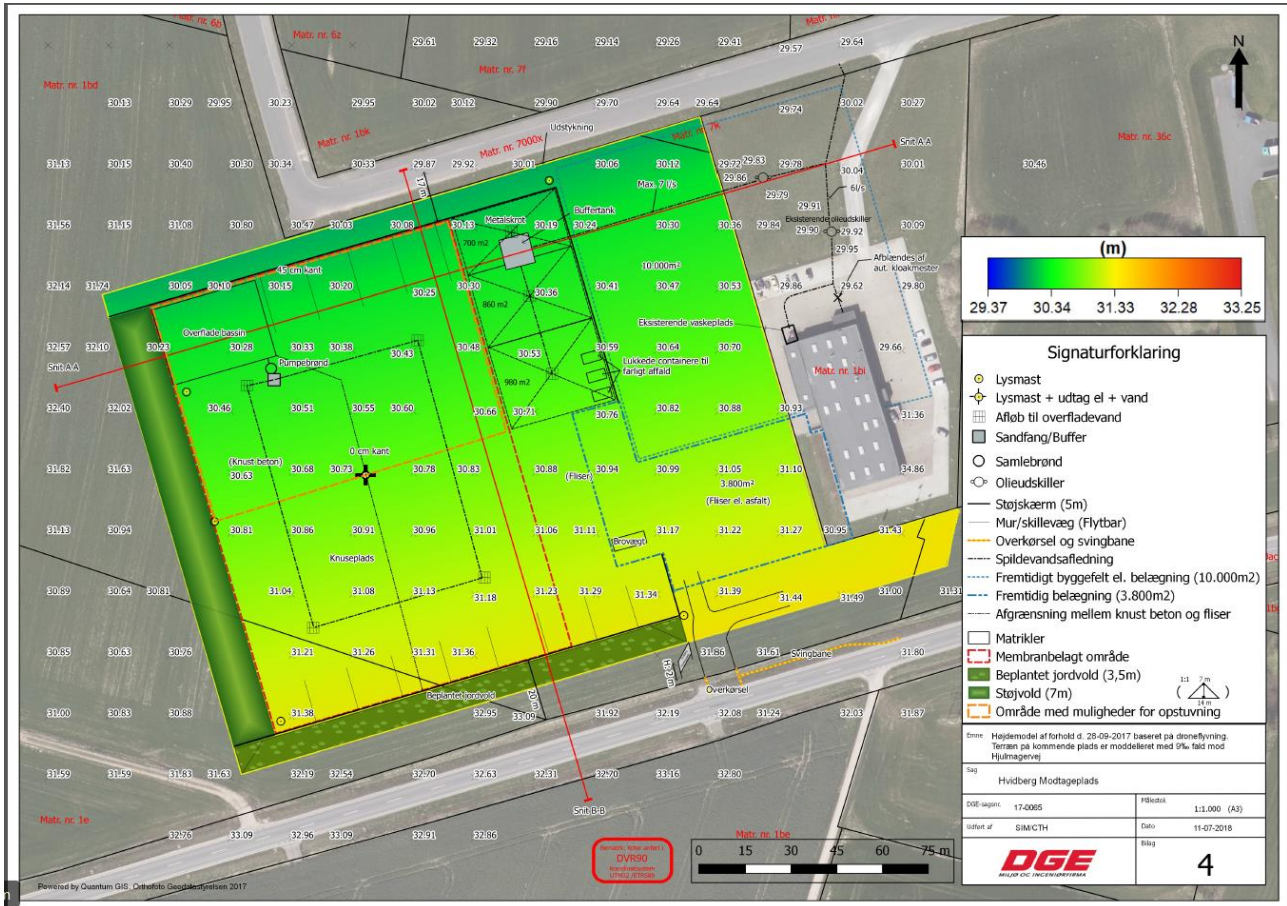 Matr. nr. 6b
Matr. nr. 6z
29.61 29.32 29.16 29.14 29.26 29.41 29.57 29.64
Matr. nr. 1bd
Matr. nr. 7f
30.13 30.29 29.95 30.23 29.95 30.02 30.12 29.90 29.70 29.64 29.64 29.74 30.02 30.27
N
Matr. nr. 1bk
Udstykning
Matr. nr. 7000x
Matr. nr. 7k
Matr. nr. 36c
Snit A-A
31.13 30.15 30.40 30.30 30.34 30.33 29.87 29.92 30.01 30.06 30.12 29.72 29.83 29.78 30.01 30.46
29.86 30.04
17 m
Max. 7 l/s
6l/s
29.79
29.91
31.56 31.15 31.08 30.30 30.47 30.03 30.08 30.13 30.19 30.24 30.30 30.36 29.84 29.90 29.92 30.09
Metalskrot
Buffertank
Eksisterende olieudskiller
700 m2
29.95
45 cm kant
10.000m²
Afblændes af
aut. kloakmester
32.14 31.74 30.05 30.10 30.15 30.20 30.25 30.30 30.36 30.41 30.47 30.53 29.86 29.62 29.80
860 m2
Overflade bassin
Eksisterende vaskeplads
32.57 32.10 30.23 30.28 30.33 30.38 30.43 30.48 30.53 30.59 30.64 30.70 29.66
Snit A-A
Pumpebrønd
Lukkede containere til
farligt affald
Matr. nr. 1bi
980 m2
32.40 32.02 30.46 30.51 30.55 30.60 30.66 30.71 30.76 30.82 30.88 30.93 31.36
0 cm kant
(Knust beton)
31.82 31.63 30.63 30.68 30.73 30.78 30.83 30.88 30.94 30.99 31.05 31.10 34.86
(Fliser)
3.800m²
(Fliser el. asfalt)
31.13 30.94 30.81 30.86 30.91 30.96 31.01 31.06 31.11 31.17 31.22 31.27 30.95 31.43
Brovægt
Knuseplads
30.89 30.64 30.81 31.04 31.08 31.13 31.18 31.23 31.29 31.34 31.39 31.44 31.49 31.00 31.31
30.85 30.63 30.76 31.21 31.26 31.31 31.36 31.86 31.61 31.80
Svingbane
H: 2 m
Beplantet jordvold
20 m
Overkørsel
31.00 30.83 30.88 31.38 32.95 33.09 31.92 32.19 32.08 31.24 32.03 31.87
31.59 31.59 31.83 31.63 32.19 32.54 32.70 32.63 32.31 32.70 33.16 32.80
Snit B-B
Matr. nr. 1e
32.76 33.09 32.96 33.09 32.91 32.86
Matr. nr. 1be
DVR90
0 15 30 45 60 75 m
Powered by Quantum GIS, Ortofoto Geodatastyrelsen 2017
(m)
29.37 30.34 31.33 32.28 33.25
Signaturforklaring
Lysmast
Lysmast + udtag el + vand
Afløb til overfladevand
Sandfang/Buffer
Samlebrønd
Olieudskiller
Støjskærm (5m)
Mur/skillevæg (Flytbar)
Overkørsel og svingbane
Spildevandsafledning
Fremtidigt byggefelt el. belægning (10.000m2)
Fremtidig belægning (3.800m2)
Afgrænsning mellem knust beton og fliser
Matrikler
Membranbelagt område
Beplantet jordvold (3,5m)
Støjvold (7m)
1:1 7 m
14 m
Område med muligheder for opstuvning
Emne Højdemodel af forhold d. 28-09-2017 baseret på droneflyvning.
Terræn på kommende plads er moddelleret med 9‰ fald mod
Hjulmagervej
Sag
Hvidberg Modtageplads
DGE-sagsnr. 17-0065
Målestok 1:1.000 (A3)
Udført af SIM/CTH
Dato 11-07-2018
Bilag
4
DGE
MILJØ OG INGENIØRFIRMA